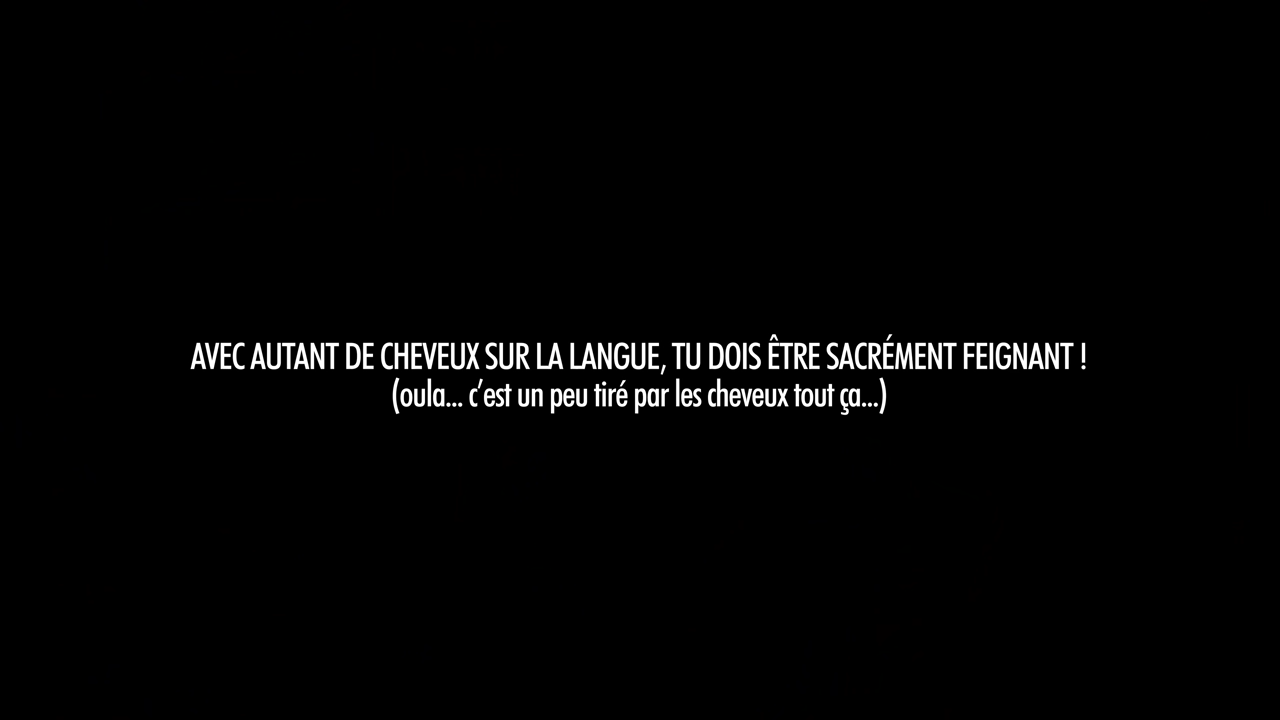 AVEC AUTANT DE CHEVEUX SUR LA LANGUE, TU DOIS ÊTRE SACRÉMENT FEIGNANT !
(oula... c’est un peu tiré par les cheveux tout ça...)